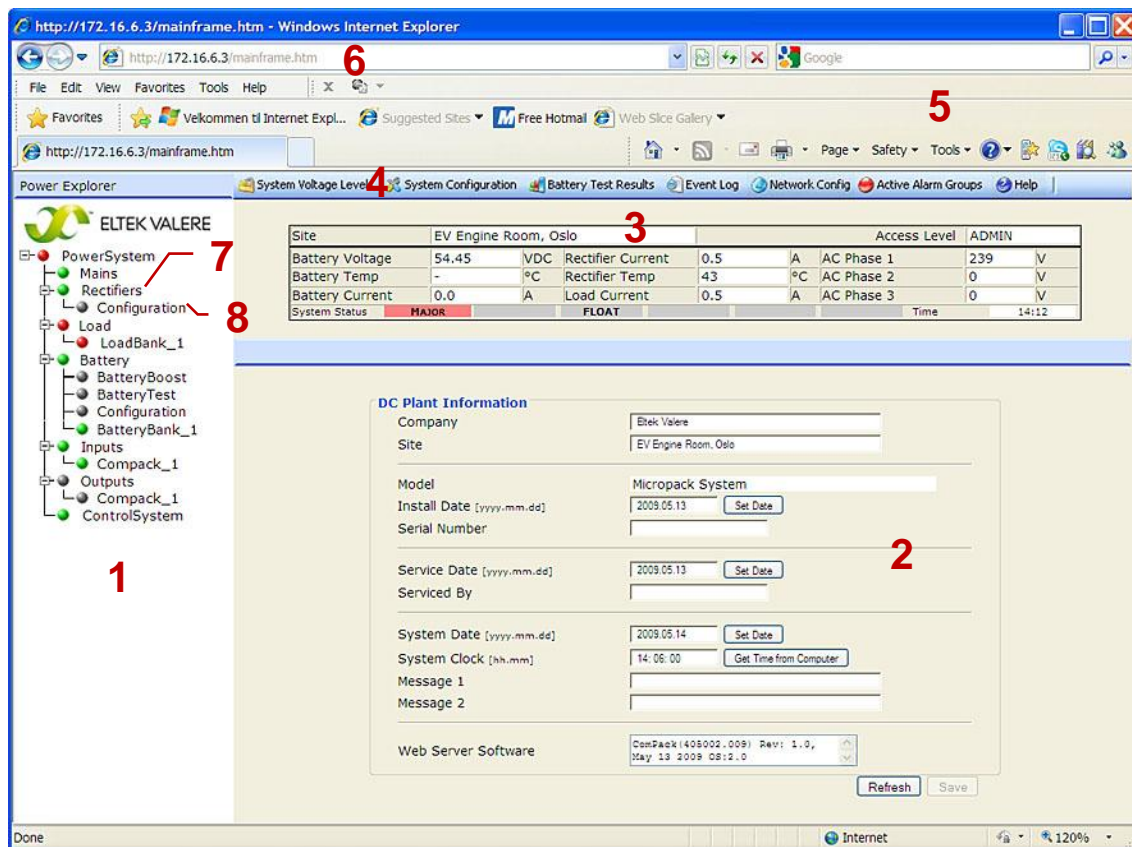 http://172.16.6.3/mainframe.htm - Windows Internet Explorer
http://172.16.6.3/mainframe.htm
6
Google
File Edit View Favorites Tools Help X
5
Favorites Velkommen til Internet Expl... Suggested Sites Free Hotmail Web Slice Gallery
http://172.16.6.3/mainframe.htm Page Safety Tools
Power Explorer
System Voltage Level 4 System Configuration Battery Test Results Event Log Network Config Active Alarm Groups Help
ELTEK VALERE
PowerSystem
Mains
Rectifiers
7
Configuration
8
Load
LoadBank_1
Battery
BatteryBoost
BatteryTest
Configuration
BatteryBank_1
Inputs
Compack_1
Outputs
Compack_1
ControlSystem
1
3
Site EV Engine Room, Oslo Access Level ADMIN
Battery Voltage 54.45 VDC Rectifier Current 0.5 A AC Phase 1 239 V
Battery Temp - °C Rectifier Temp 43 °C AC Phase 2 0 V
Battery Current 0.0 A Load Current 0.5 A AC Phase 3 0 V
System Status MAJOR FLOAT Time 14:12
DC Plant Information
Company Eltek Valere
Site EV Engine Room, Oslo
Model Micropack System
Install Date [yyyy.mm.dd] 2009.05.13 Set Date
Serial Number
2
Service Date [yyyy.mm.dd] 2009.05.13 Set Date
Serviced By
System Date [yyyy.mm.dd] 2009.05.14 Set Date
System Clock [hh.mm] 14: 06: 00 Get Time from Computer
Message 1
Message 2
Web Server Software ComPack(405002.009) Rev: 1.0,
May 13 2009 OS:2.0
Refresh Save
Done Internet 120%